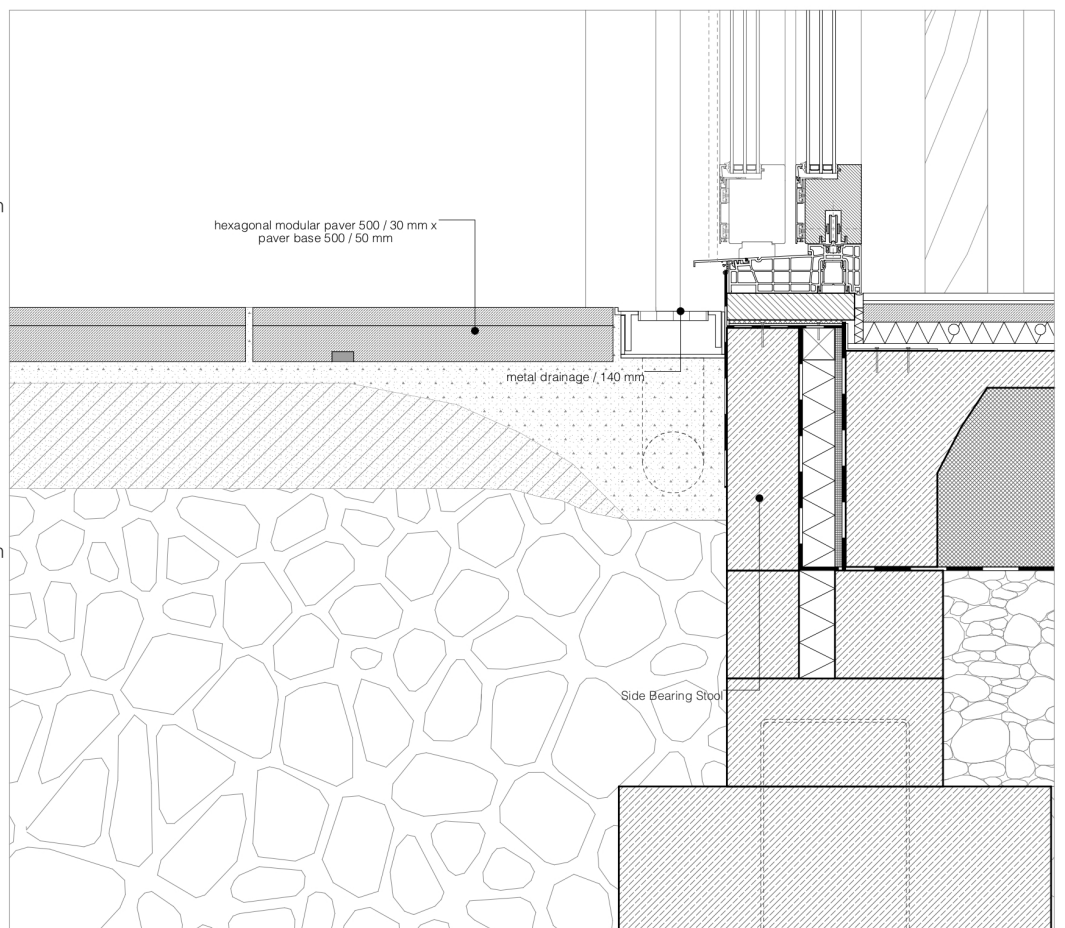 n
hexagonal modular paver 500 / 30 mm x
paver base 500 / 50 mm
metal drainage / 140 mm
n
Side Bearing Stool